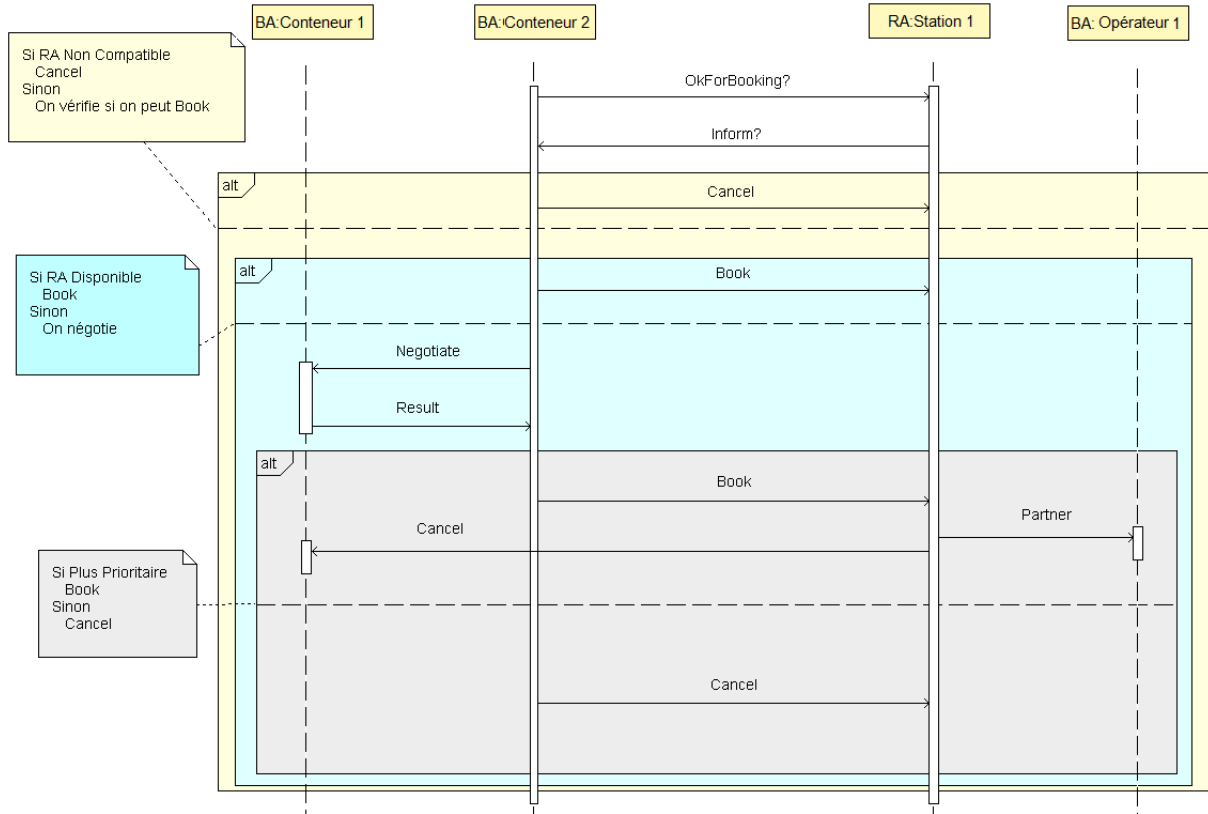 BA:Conteneur 1
BA:Conteneur 2
RA:Station 1
BA: Opérateur 1
Si RA Non Compatible
Cancel
Sinon
On vérifie si on peut Book
OkForBooking?
Inform?
alt
Cancel
Si RA Disponible
Book
Sinon
On négotie
alt
Book
Negotiate
Result
alt
Book
Partner
Cancel
Si Plus Prioritaire
Book
Sinon
Cancel
Cancel